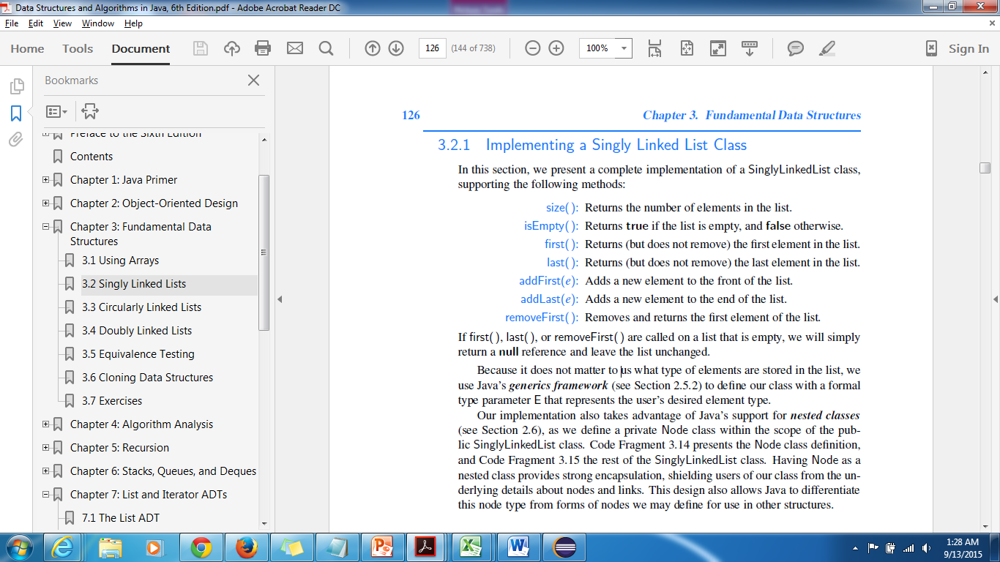 Data Structures and Algorithms in Java, 6th Edition.pdf - Adobe Acrobat Reader DC
File Edit View Window Help
Home Tools Document 126 (144 of 738) 100% Sign In
Bookmarks
Preface to the Sixth Edition
Contents
Chapter 1: Java Primer
Chapter 2: Object-Oriented Design
Chapter 3: Fundamental Data
Structures
3.1 Using Arrays
3.2 Singly Linked Lists
3.3 Circularly Linked Lists
3.4 Doubly Linked Lists
3.5 Equivalence Testing
3.6 Cloning Data Structures
3.7 Exercises
Chapter 4: Algorithm Analysis
Chapter 5: Recursion
Chapter 6: Stacks, Queues, and Deques
Chapter 7: List and Iterator ADTs
7.1 The List ADT
126 Chapter 3. Fundamental Data Structures
3.2.1 Implementing a Singly Linked List Class
In this section, we present a complete implementation of a SinglyLinkedList class,
supporting the following methods:
size( ): Returns the number of elements in the list.
isEmpty( ): Returns true if the list is empty, and false otherwise.
first( ): Returns (but does not remove) the first element in the list.
last( ): Returns (but does not remove) the last element in the list.
addFirst(e): Adds a new element to the front of the list.
addLast(e): Adds a new element to the end of the list.
removeFirst( ): Removes and returns the first element of the list.
If first( ), last( ), or removeFirst( ) are called on a list that is empty, we will simply
return a null reference and leave the list unchanged.
Because it does not matter to us what type of elements are stored in the list, we
use Java's generics framework (see Section 2.5.2) to define our class with a formal
type parameter E that represents the user's desired element type.
Our implementation also takes advantage of Java's support for nested classes
(see Section 2.6), as we define a private Node class within the scope of the pub-
lic SinglyLinkedList class. Code Fragment 3.14 presents the Node class definition,
and Code Fragment 3.15 the rest of the SinglyLinkedList class. Having Node as a
nested class provides strong encapsulation, shielding users of our class from the un-
derlying details about nodes and links. This design also allows Java to differentiate
this node type from forms of nodes we may define for use in other structures.
1:28 AM
9/13/2015